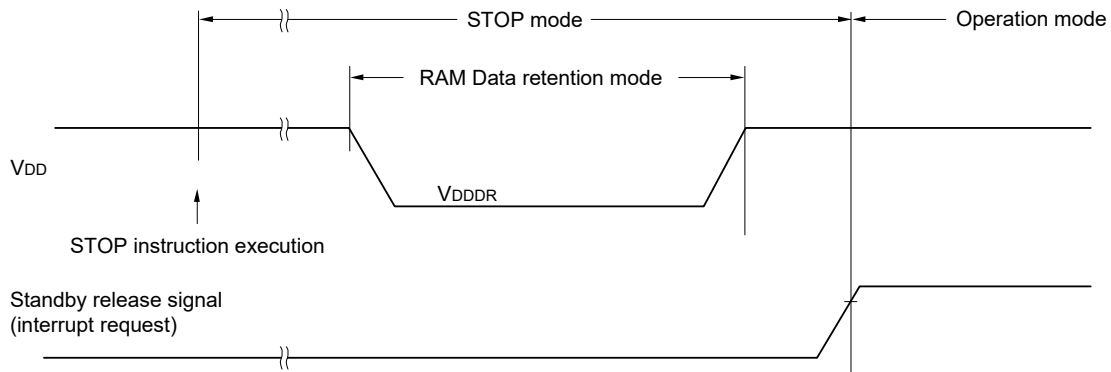 STOP mode
Operation mode
RAM Data retention mode
VDD
VDDDR
STOP instruction execution
Standby release signal
(interrupt request)